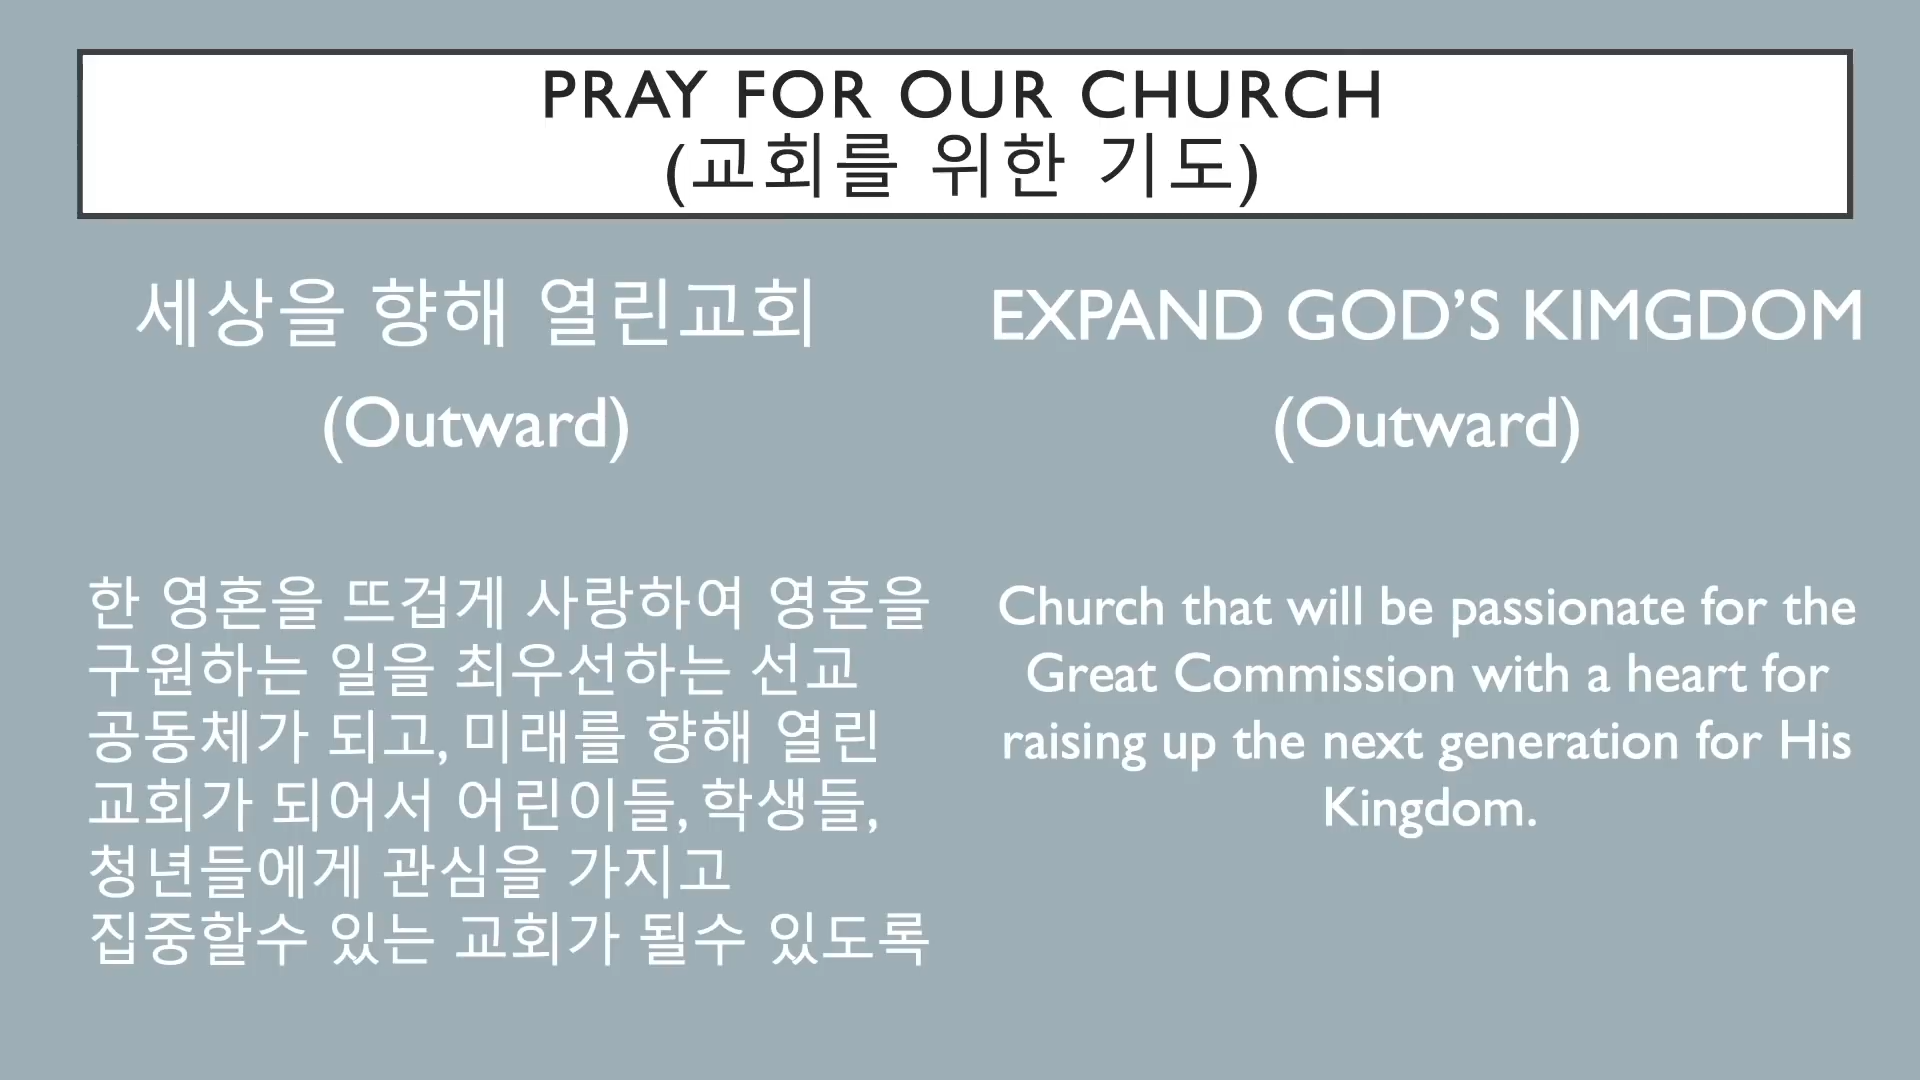 PRAY FOR OUR CHURCH
(교회를 위한 기도)
세상을 향해 열린교회
(Outward)
한 영혼을 뜨겁게 사랑하여 영혼을
구원하는 일을 최우선하는 선교
공동체가 되고, 미래를 향해 열린
교회가 되어서 어린이들, 학생들,
청년들에게 관심을 가지고
집중할수 있는 교회가 될수 있도록
EXPAND GOD’S KIMGDOM
(Outward)
Church that will be passionate for the
Great Commission with a heart for
raising up the next generation for His
Kingdom.